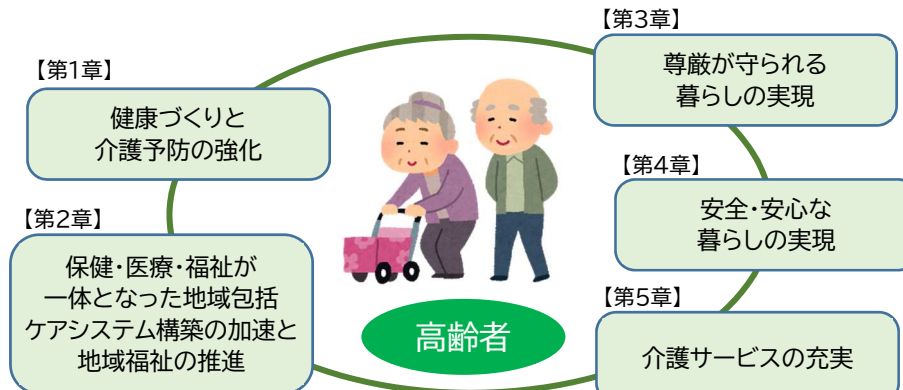 【第1章】
健康づくりと
介護予防の強化
【第2章】
保健・医療・福祉が
一体となった地域包括
ケアシステム構築の加速と
地域福祉の推進
【第3章】
尊厳が守られる
暮らしの実現
【第4章】
安全・安心な
暮らしの実現
【第5章】
介護サービスの充実
高齢者